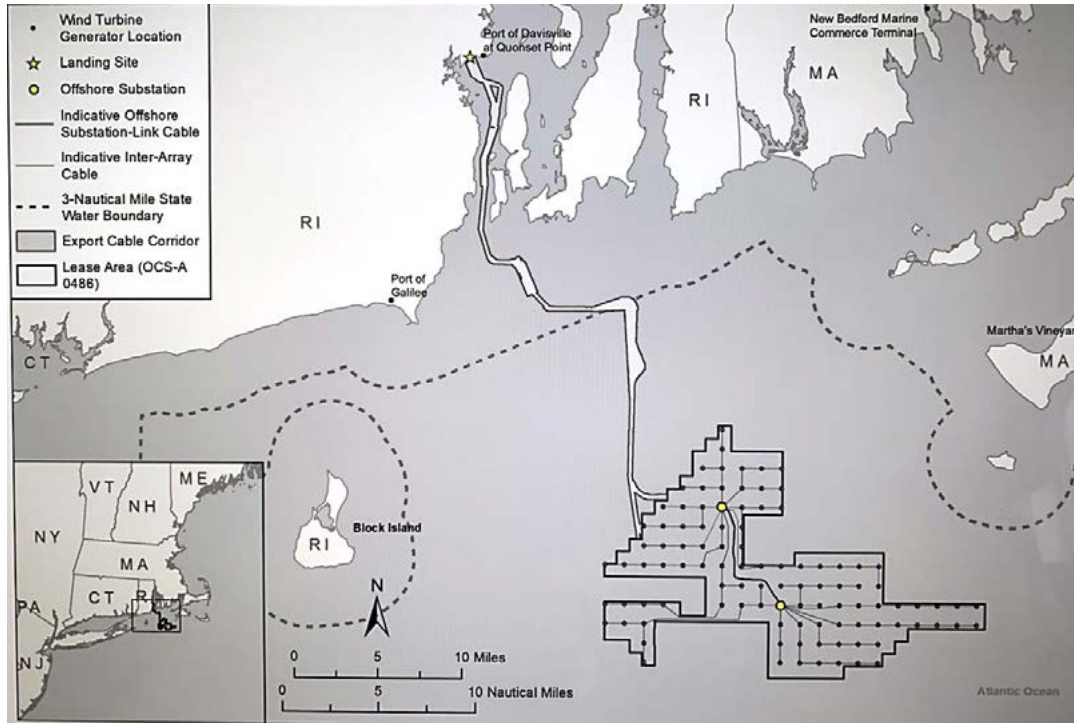 Wind Turbine
Generator Location
Landing Site
Offshore Substation
Indicative Offshore
Substation-Link Cable
Indicative Inter-Array
Cable
3-Nautical Mile State
Water Boundary
Export Cable Corridor
Lease Area (OCS-A
0486)
Port of Davisville
at Quonset Point
New Bedford Marine
Commerce Terminal
MA
RI
RI
Port of
Galilee
CT
Martha's Vineyar
MA
Block Island
RI
N
0 5 10 Miles
0 5 10 Nautical Miles
Atlantic Ocean
ME
VT
NH
NY
MA
CT
R
PA
NJ